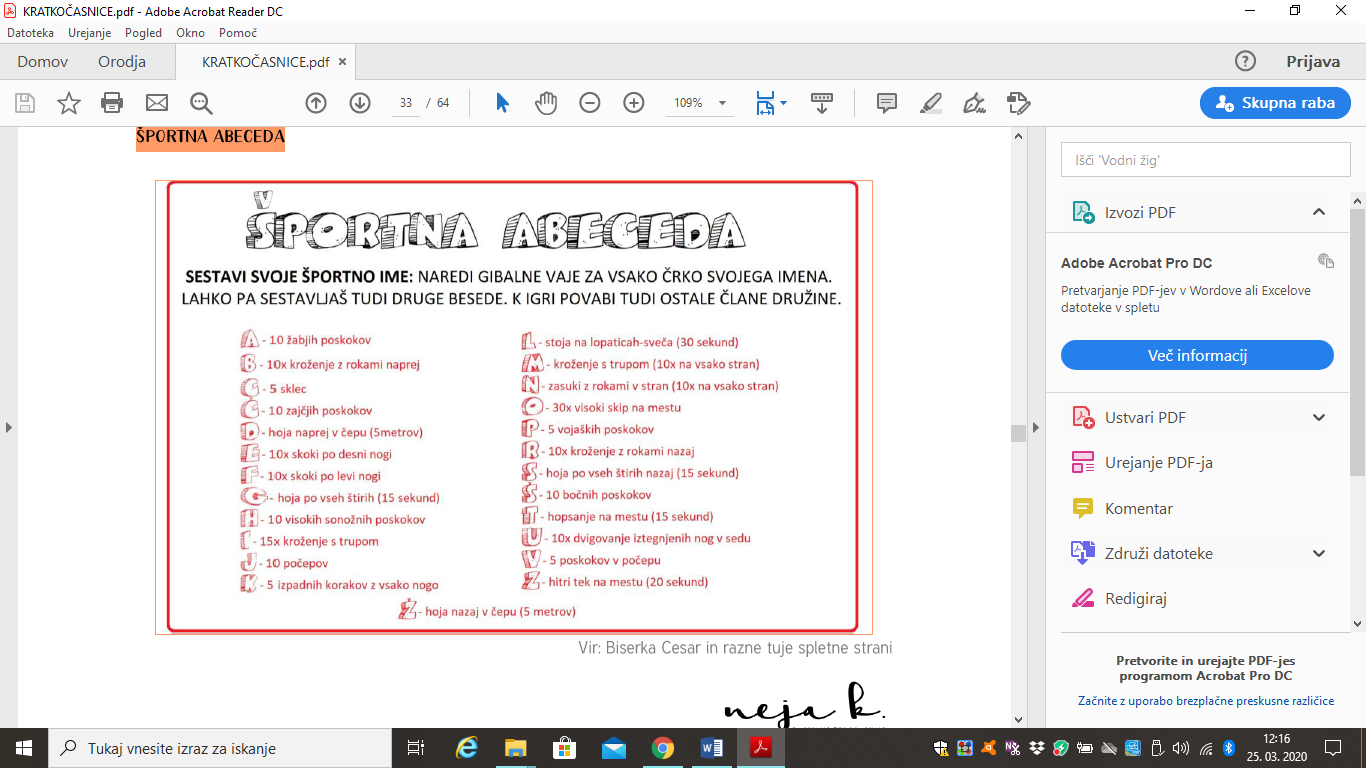 KRATKOČASNICE.pdf - Adobe Acrobat Reader DC
Datoteka Urejanje Pogled Okno Pomoč
Domov Orodja KRATKOČASNICE.pdf × Prijava
33 / 64 109% Skupna raba
ŠPORTNA ABECEDA
ŠPORTNA ABECEDA
SESTAVI SVOJE ŠPORTNO IME: NAREDI GIBALNE VAJE ZA VSAKO ČRKO SVOJEGA IMENA.
LAHKO PA SESTAVLJAŠ TUDI DRUGE BESEDE. K IGRI POVABI TUDI OSTALE ČLANE DRUŽINE.
A - 10 žabjih poskokov
B - 10x kroženje z rokami naprej
C - 5 sklec
Č - 10 zajčjih poskokov
D - hoja naprej v čepu (5metrov)
E - 10x skoki po desni nogi
F - 10x skoki po levi nogi
G - hoja po vseh štirih (15 sekund)
H - 10 visokih sonožnih poskokov
I - 15x kroženje s trupom
J - 10 počepov
K - 5 izpadnih korakov z vsako nogo
L - stoja na lopaticah-sveča (30 sekund)
M - kroženje s trupom (10x na vsako stran)
N - zasuki z rokami v stran (10x na vsako stran)
O - 30x visoki skip na mestu
P - 5 vojaških poskokov
R - 10x kroženje z rokami nazaj
S - hoja po vseh štirih nazaj (15 sekund)
Š - 10 bočnih poskokov
T - hopsanje na mestu (15 sekund)
U - 10x dvigovanje iztegnjenih nog v sedu
V - 5 poskokov v počepu
Z - hitri tek na mestu (20 sekund)
Ž - hoja nazaj v čepu (5 metrov)
Vir: Biserka Cesar in razne tuje spletne strani
neja k.
Išči 'Vodni žig'
Izvozi PDF
Adobe Acrobat Pro DC
Pretvarjanje PDF-jev v Wordove ali Excelove
datoteke v spletu
Več informacij
Ustvari PDF
Urejanje PDF-ja
Komentar
Združi datoteke
Redigiraj
Pretvorite in urejajte PDF-jes
programom Acrobat Pro DC
Začnite z uporabo brezplačne preskusne različice
Tukaj vnesite izraz za iskanje
12:16
25. 03. 2020